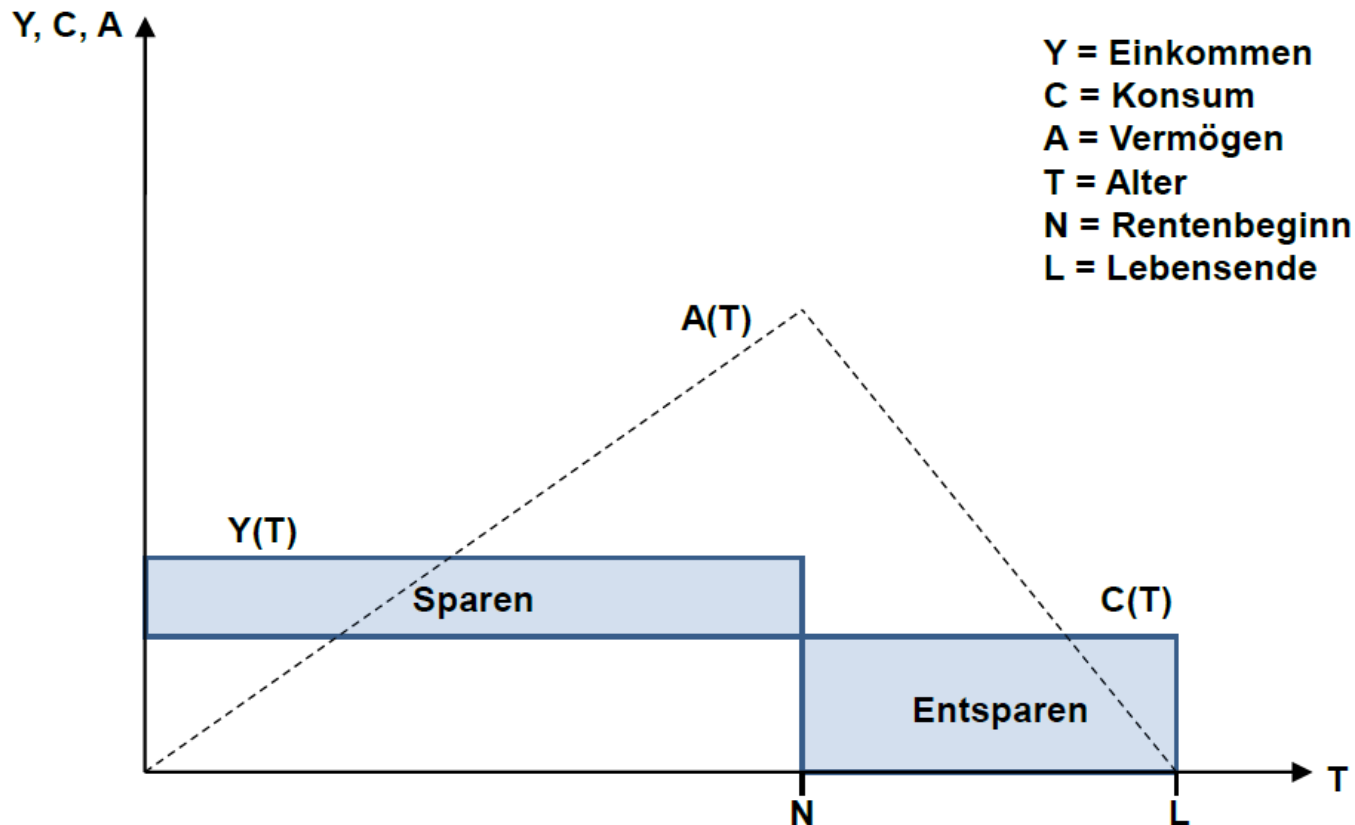 Y, C, A
Y = Einkommen
C = Konsum
A = Vermögen
T = Alter
N = Rentenbeginn
L = Lebensende
A(T)
Y(T)
Sparen
C(T)
Entsparen
T
N
L